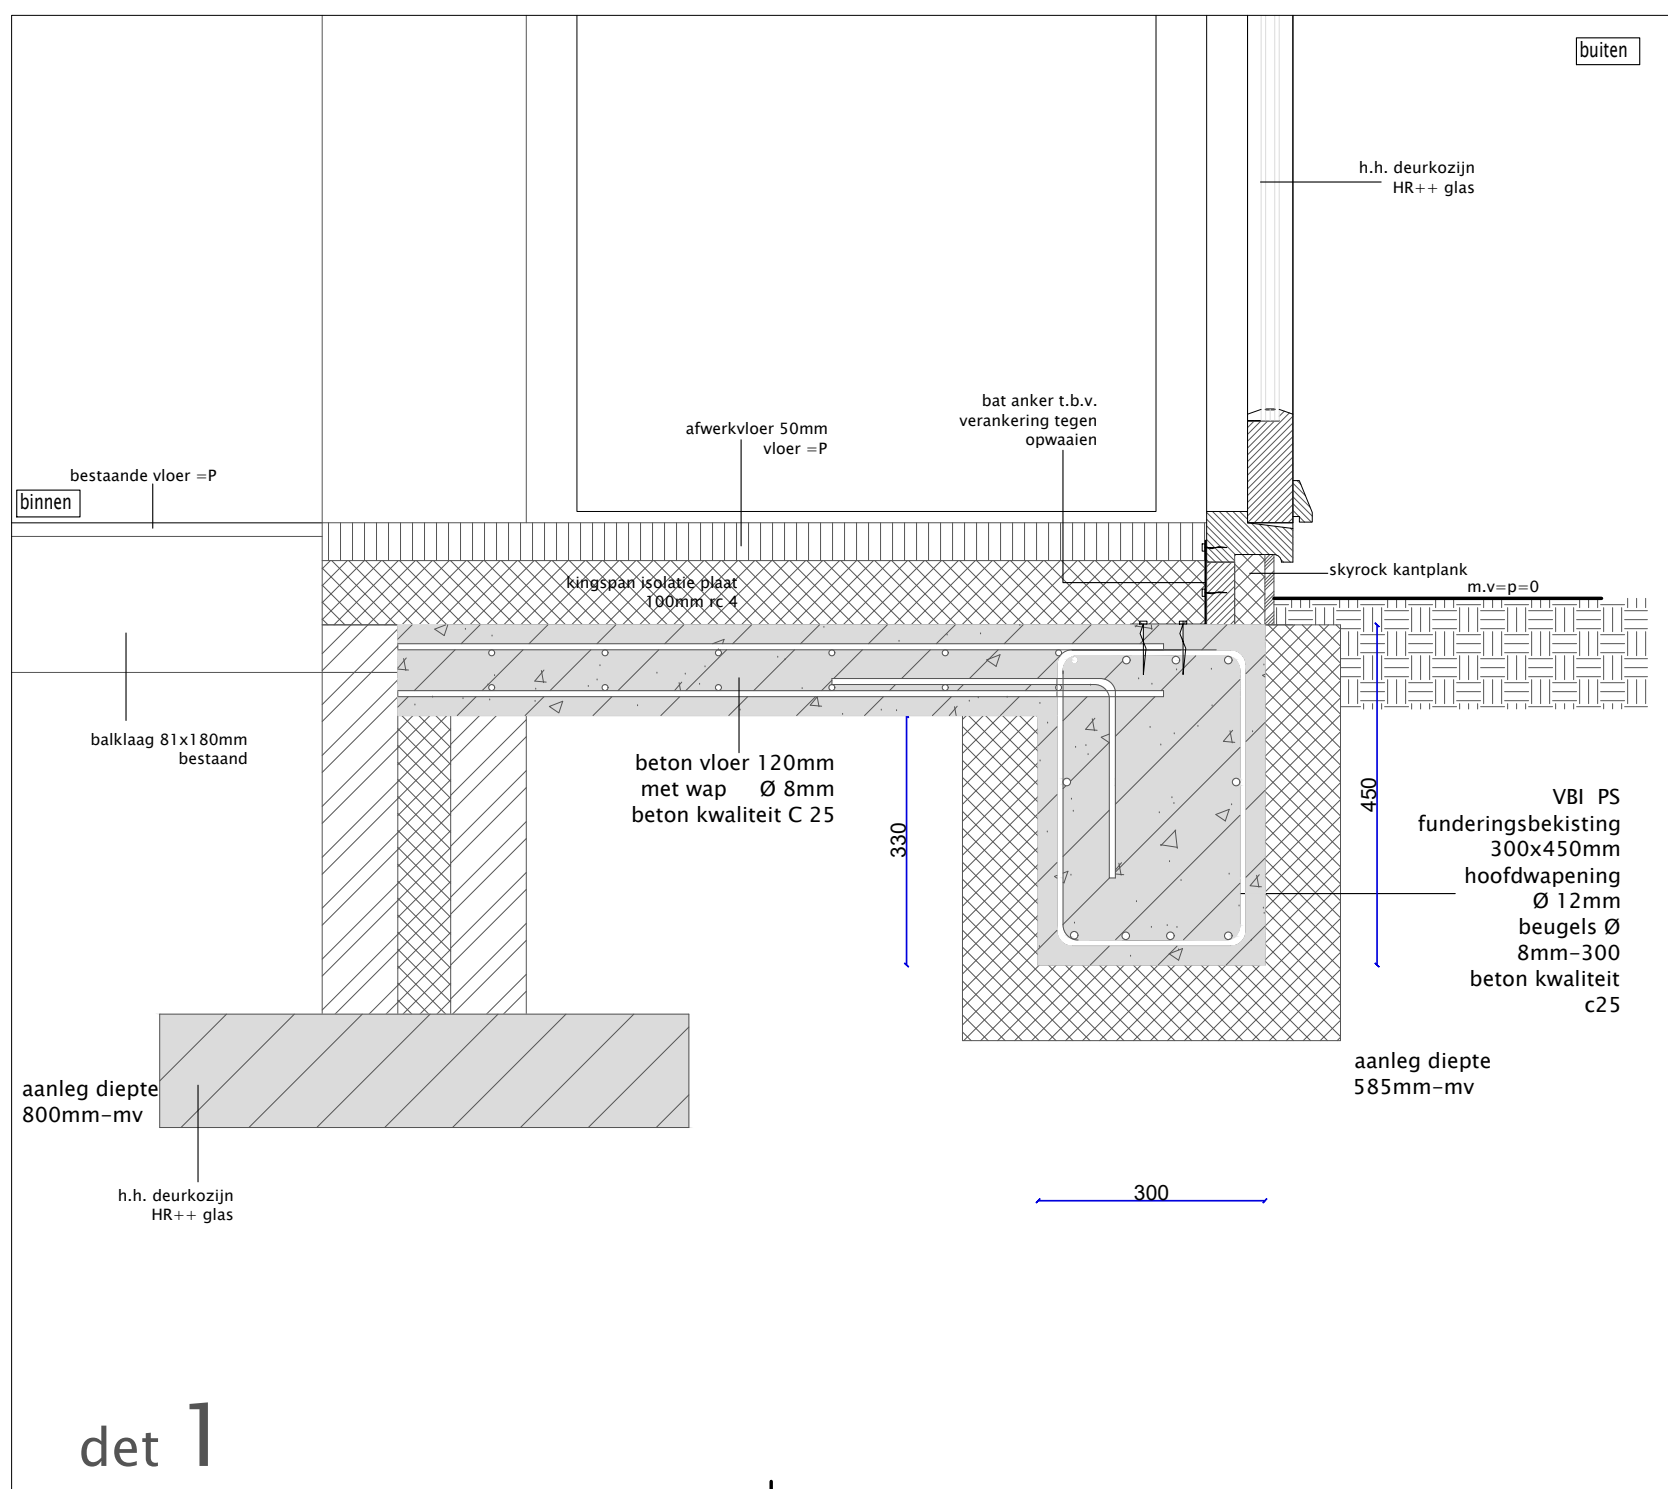 buiten
h.h. deurkozijn
HR++ glas
bat anker t.b.v.
verankering tegen
opwaaien
afwerkvloer 50mm
vloer =P
bestaande vloer =P
binnen
kingspan isolatie plaat
100mm rc 4
skyrock kantplank
m.v=p=0
balklaag 81x180mm
bestaand
beton vloer 120mm
met wap Ø 8mm
beton kwaliteit C 25
330
450
VBI PS
funderingsbekisting
300x450mm
hoofdwapening
Ø 12mm
beugels Ø
8mm-300
beton kwaliteit
c25
aanleg diepte
585mm-mv
aanleg diepte
800mm-mv
h.h. deurkozijn
HR++ glas
300
det 1